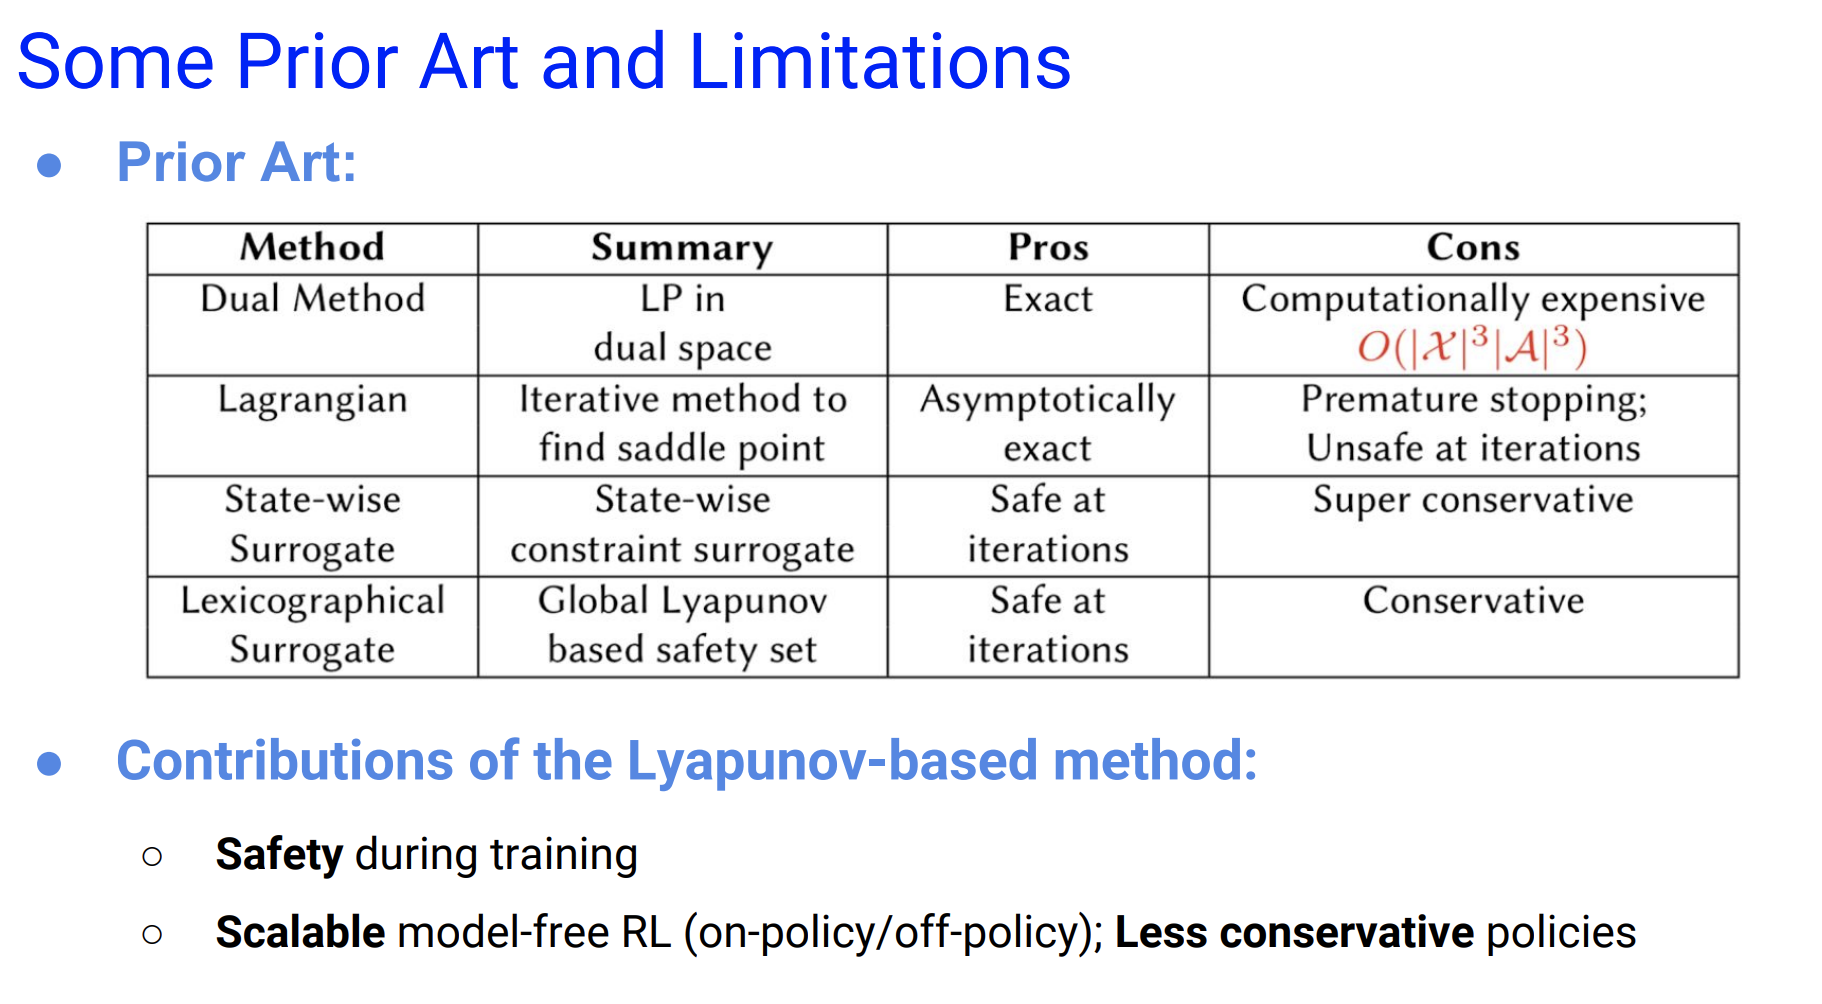 Some Prior Art and Limitations
● Prior Art:
Method Summary Pros Cons
Dual Method LP in Exact Computationally expensive
dual space O(|𝒳|³|𝒜|³)
Lagrangian Iterative method to Asymptotically Premature stopping;
find saddle point exact Unsafe at iterations
State-wise State-wise Safe at Super conservative
Surrogate constraint surrogate iterations
Lexicographical Global Lyapunov Safe at Conservative
Surrogate based safety set iterations
● Contributions of the Lyapunov-based method:
○ Safety during training
○ Scalable model-free RL (on-policy/off-policy); Less conservative policies